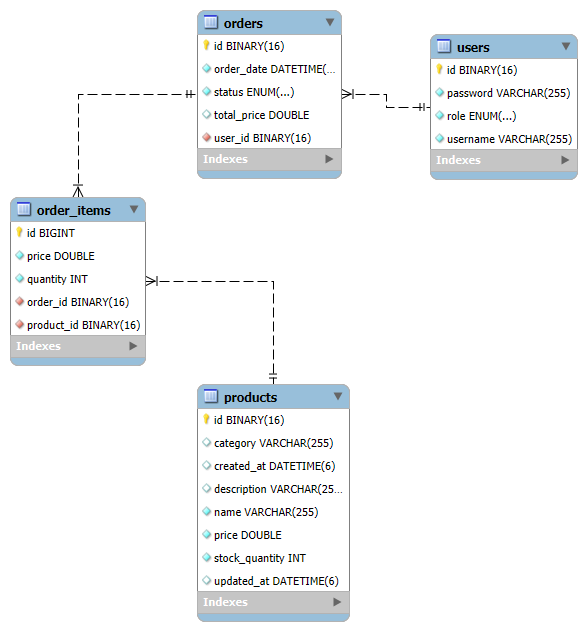 orders
id BINARY(16)
order_date DATETIME(...
status ENUM(...)
total_price DOUBLE
user_id BINARY(16)
Indexes
users
id BINARY(16)
password VARCHAR(255)
role ENUM(...)
username VARCHAR(255)
Indexes
order_items
id BIGINT
price DOUBLE
quantity INT
order_id BINARY(16)
product_id BINARY(16)
Indexes
products
id BINARY(16)
category VARCHAR(255)
created_at DATETIME(6)
description VARCHAR(25...
name VARCHAR(255)
price DOUBLE
stock_quantity INT
updated_at DATETIME(6)
Indexes